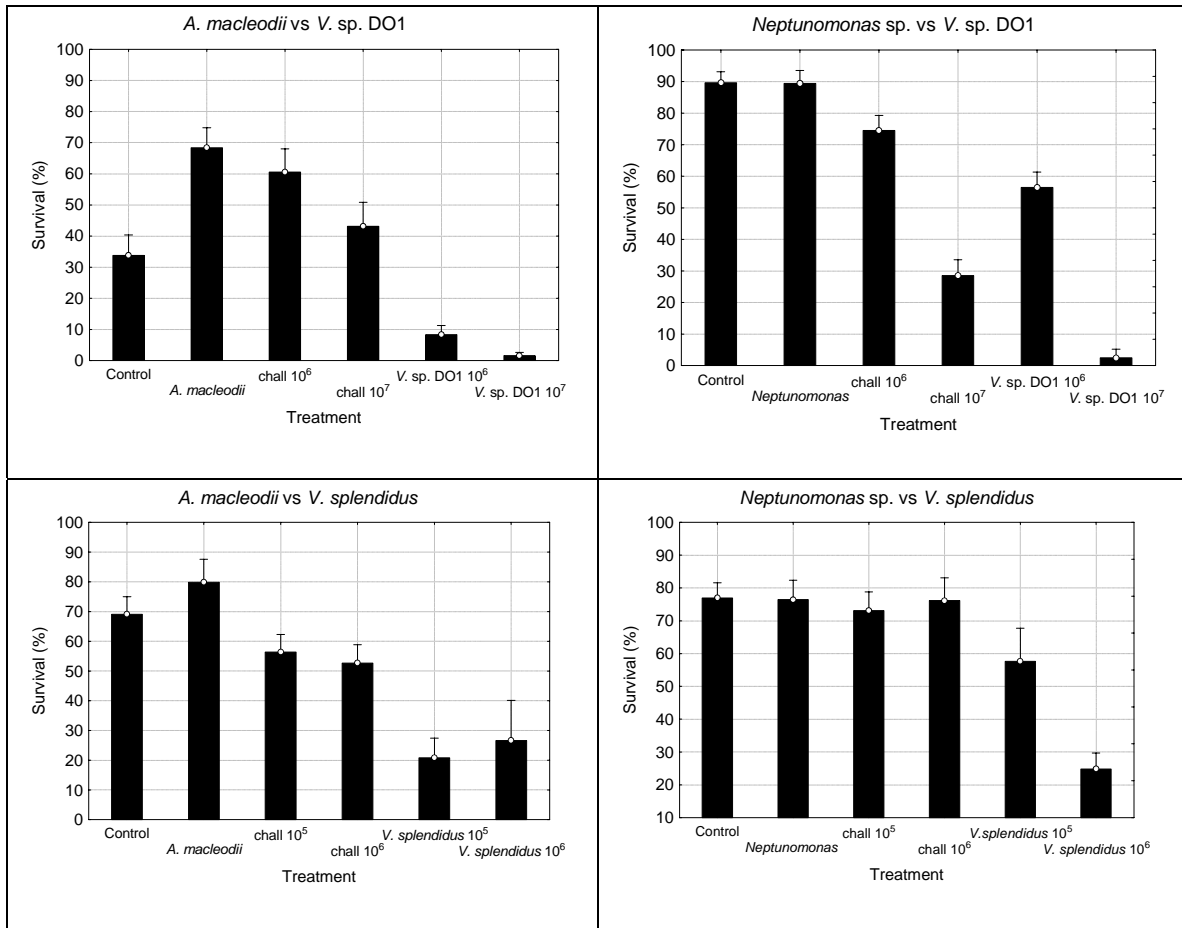 A. macleodii vs V. sp. DO1
100
90
80
70
60
50
40
30
20
10
0
Survival (%)
Control
A. macleodii
chall 10⁶
chall 10⁷
V. sp. DO1 10⁶
V. sp. DO1 10⁷
Treatment
Neptunomonas sp. vs V. sp. DO1
100
90
80
70
60
50
40
30
20
10
0
Survival (%)
Control
Neptunomonas
chall 10⁶
chall 10⁷
V. sp. DO1 10⁶
V. sp. DO1 10⁷
Treatment
A. macleodii vs V. splendidus
100
90
80
70
60
50
40
30
20
10
0
Survival (%)
Control
A. macleodii
chall 10⁵
chall 10⁶
V. splendidus 10⁵
V. splendidus 10⁶
Treatment
Neptunomonas sp. vs V. splendidus
100
90
80
70
60
50
40
30
20
10
Survival (%)
Control
Neptunomonas
chall 10⁵
chall 10⁶
V.splendidus 10⁵
V. splendidus 10⁶
Treatment